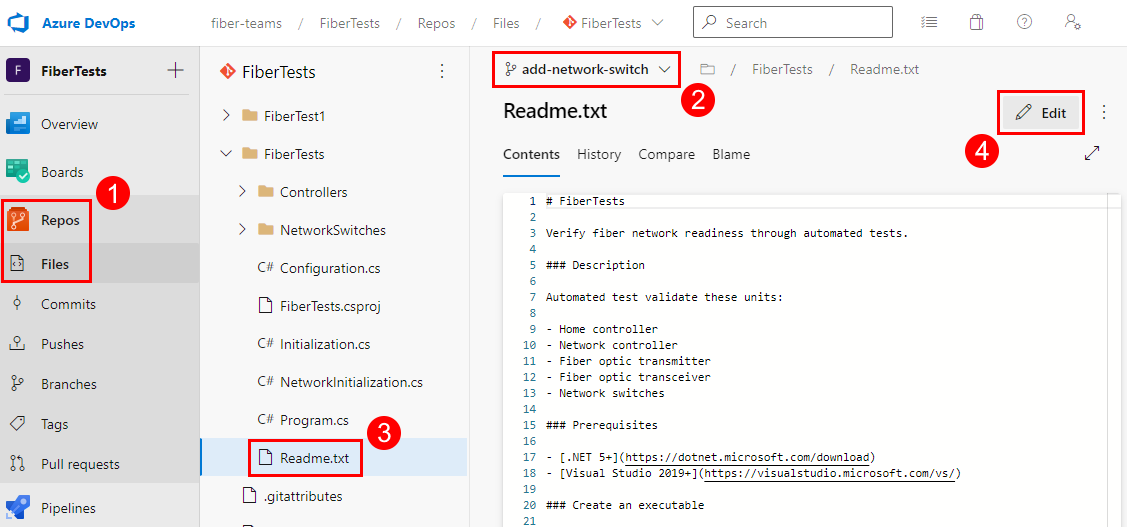 Azure DevOps
fiber-teams / FiberTests / Repos / Files / FiberTests
Search
F FiberTests
Overview
Boards
1
Repos
Files
Commits
Pushes
Branches
Tags
Pull requests
Pipelines
FiberTests
FiberTest1
FiberTests
Controllers
NetworkSwitches
C# Configuration.cs
FiberTests.csproj
C# Initialization.cs
C# NetworkInitialization.cs
C# Program.cs
3
Readme.txt
.gitattributes
add-network-switch
/ FiberTests / Readme.txt
2
Readme.txt
Edit
4
Contents History Compare Blame
1 # FiberTests
2
3 Verify fiber network readiness through automated tests.
4
5 ### Description
6
7 Automated test validate these units:
8
9 - Home controller
10 - Network controller
11 - Fiber optic transmitter
12 - Fiber optic transceiver
13 - Network switches
14
15 ### Prerequisites
16
17 - [.NET 5+](https://dotnet.microsoft.com/download)
18 - [Visual Studio 2019+](https://visualstudio.microsoft.com/vs/)
19
20 ### Create an executable
21